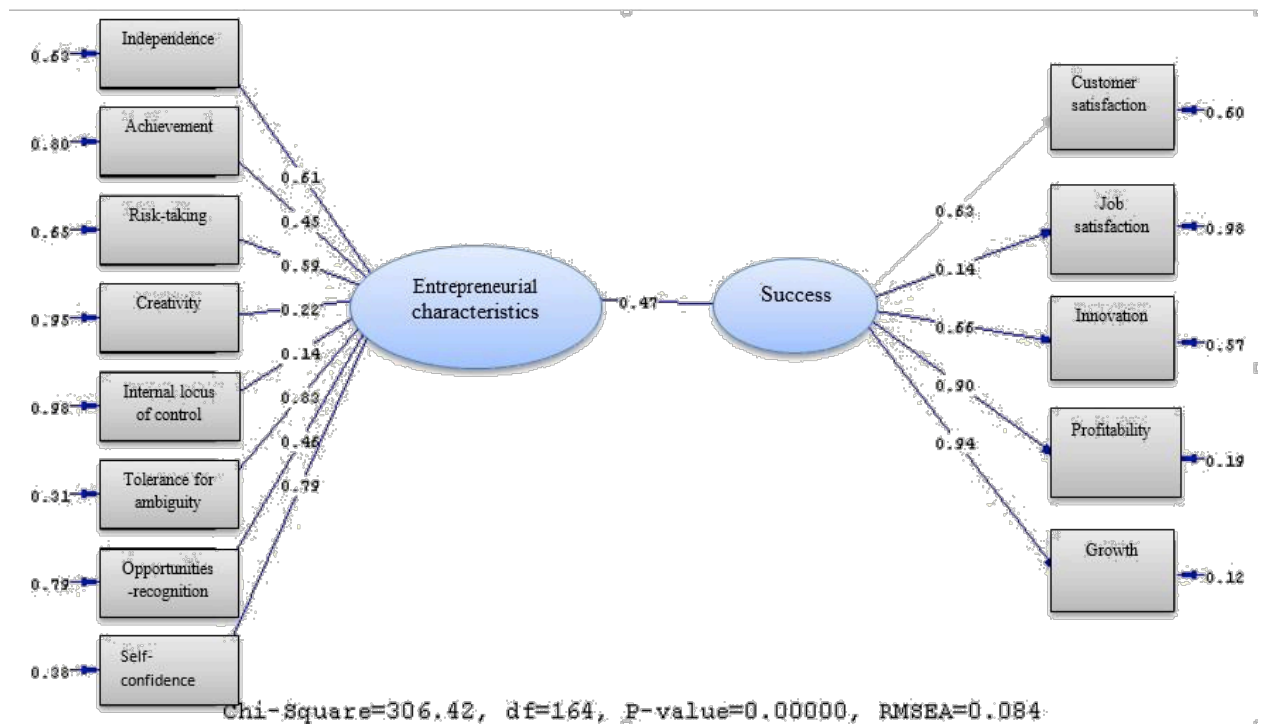 Independence
0.63
Achievement
0.80
Risk-taking
0.65
Creativity
0.95
Internal locus
of control
0.98
Tolerance for
ambiguity
0.31
Opportunities
-recognition
0.79
Self-
confidence
0.38
0.61
0.45
0.59
0.22
0.14
0.83
0.46
0.79
Entrepreneurial
characteristics
0.47
Success
0.63
0.14
0.66
0.90
0.94
Customer
satisfaction
0.60
Job
satisfaction
0.98
Innovation
0.57
Profitability
0.19
Growth
0.12
Chi-Square=306.42, df=164, P-value=0.00000, RMSEA=0.084